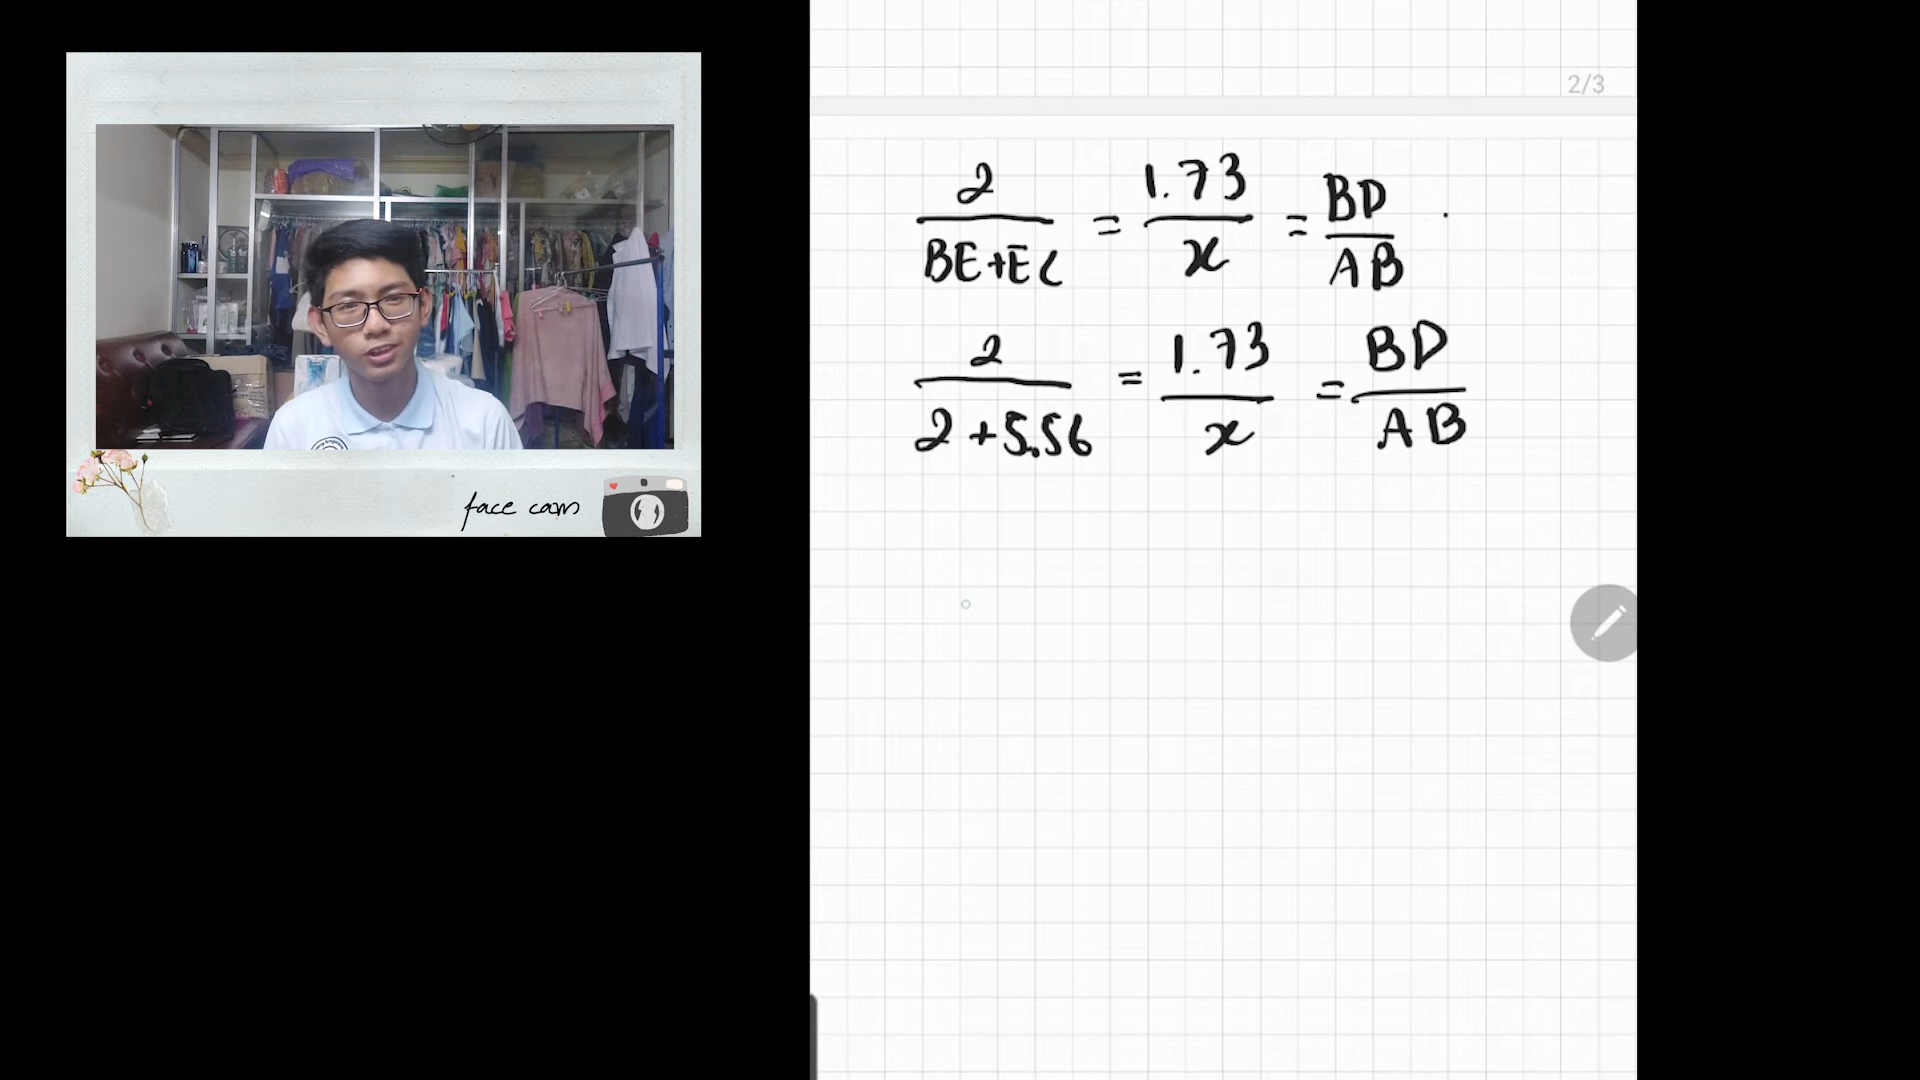 2/3
2/(BE+EC) = 1.73/x = BD/AB
2/(2+5.56) = 1.73/x = BD/AB
face cam